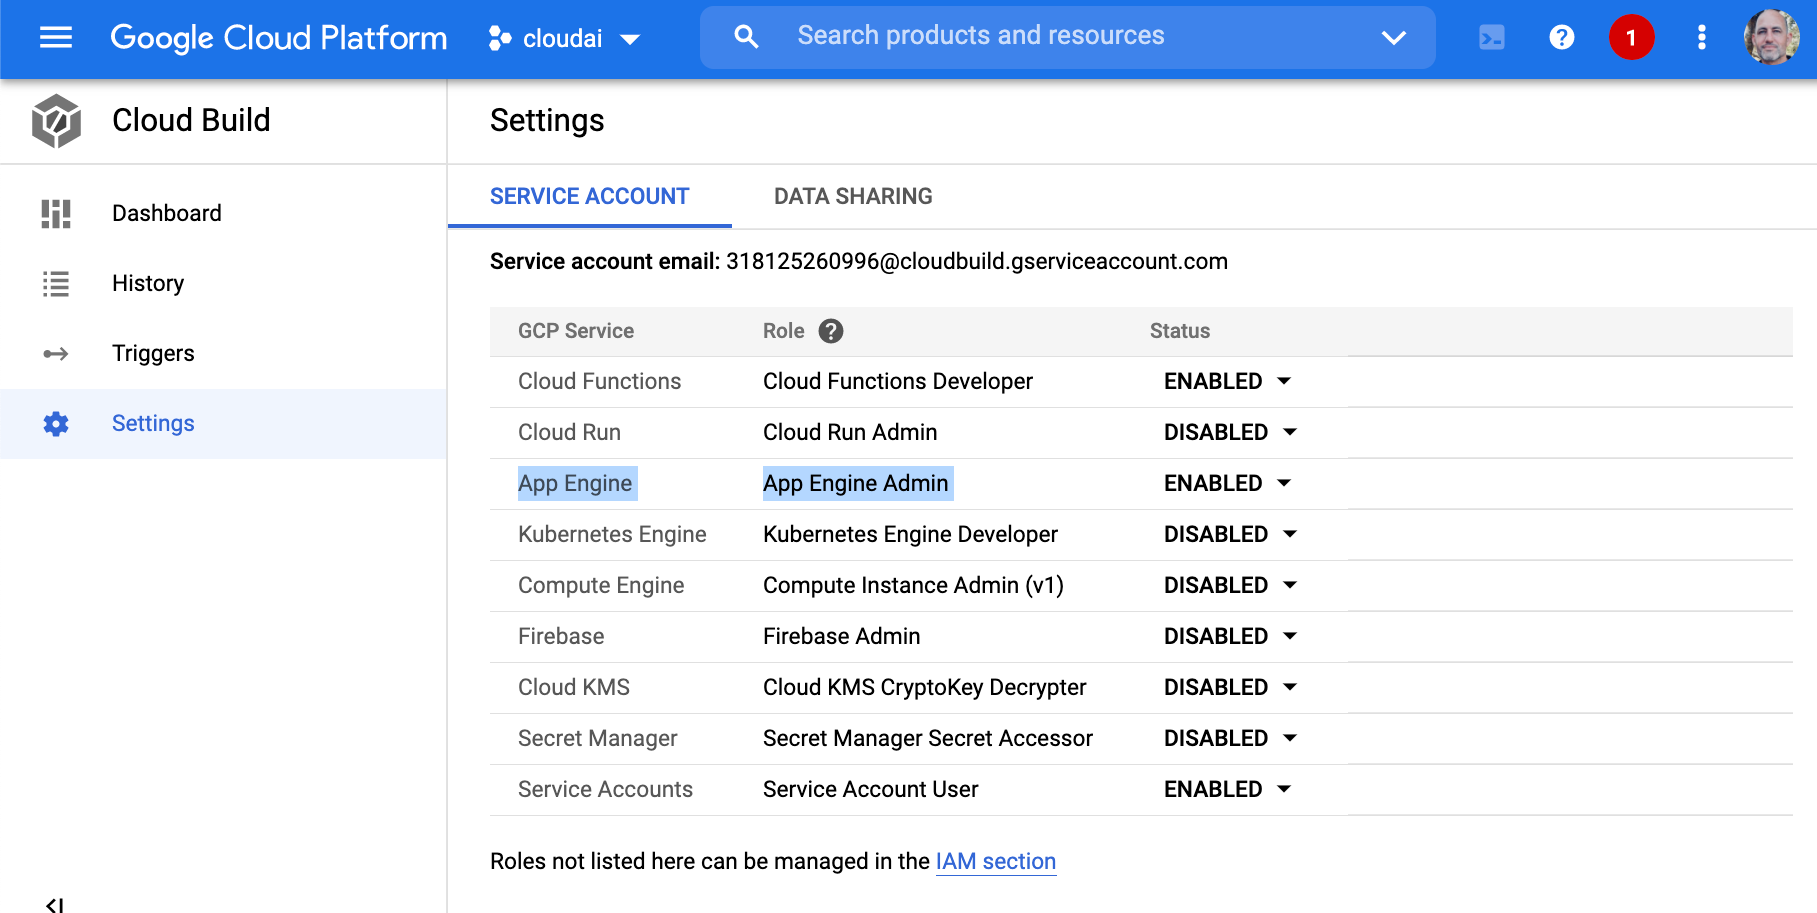 Google Cloud Platform
cloudai
Search products and resources
1
Cloud Build
Settings
Dashboard
History
Triggers
Settings
SERVICE ACCOUNT DATA SHARING
Service account email: 318125260996@cloudbuild.gserviceaccount.com
GCP Service Role Status
Cloud Functions Cloud Functions Developer ENABLED
Cloud Run Cloud Run Admin DISABLED
App Engine App Engine Admin ENABLED
Kubernetes Engine Kubernetes Engine Developer DISABLED
Compute Engine Compute Instance Admin (v1) DISABLED
Firebase Firebase Admin DISABLED
Cloud KMS Cloud KMS CryptoKey Decrypter DISABLED
Secret Manager Secret Manager Secret Accessor DISABLED
Service Accounts Service Account User ENABLED
Roles not listed here can be managed in the IAM section